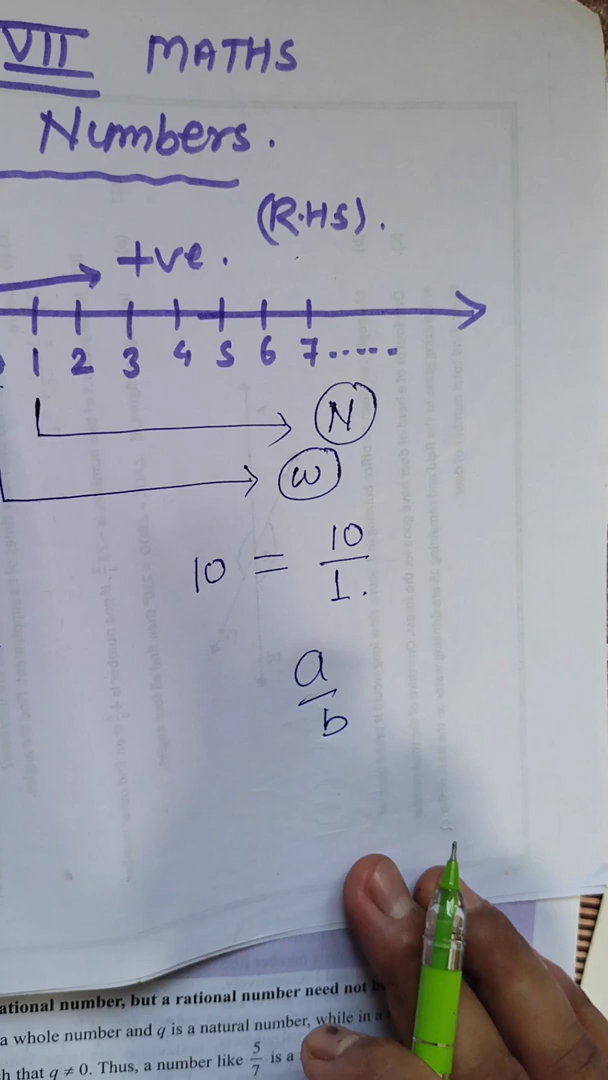 VII MATHS
Numbers.
(R.HS).
+ve.
1 2 3 4 5 6 7.....
N
W
10 = 10/1.
a/b
ational number, but a rational number need not
a whole number and q is a natural number, while in a
h that q ≠ 0. Thus, a number like 5/7 is a